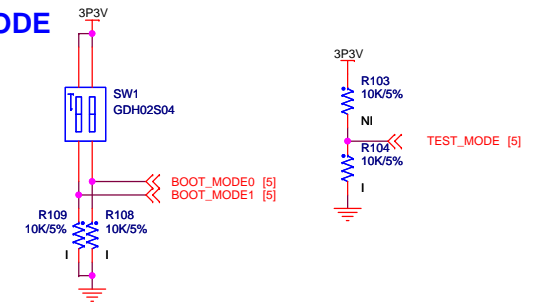 ODE
3P3V
SW1
GDH02S04
BOOT_MODE0 [5]
BOOT_MODE1 [5]
R109
10K/5%
I
R108
10K/5%
I
3P3V
R103
10K/5%
NI
TEST_MODE [5]
R104
10K/5%
I